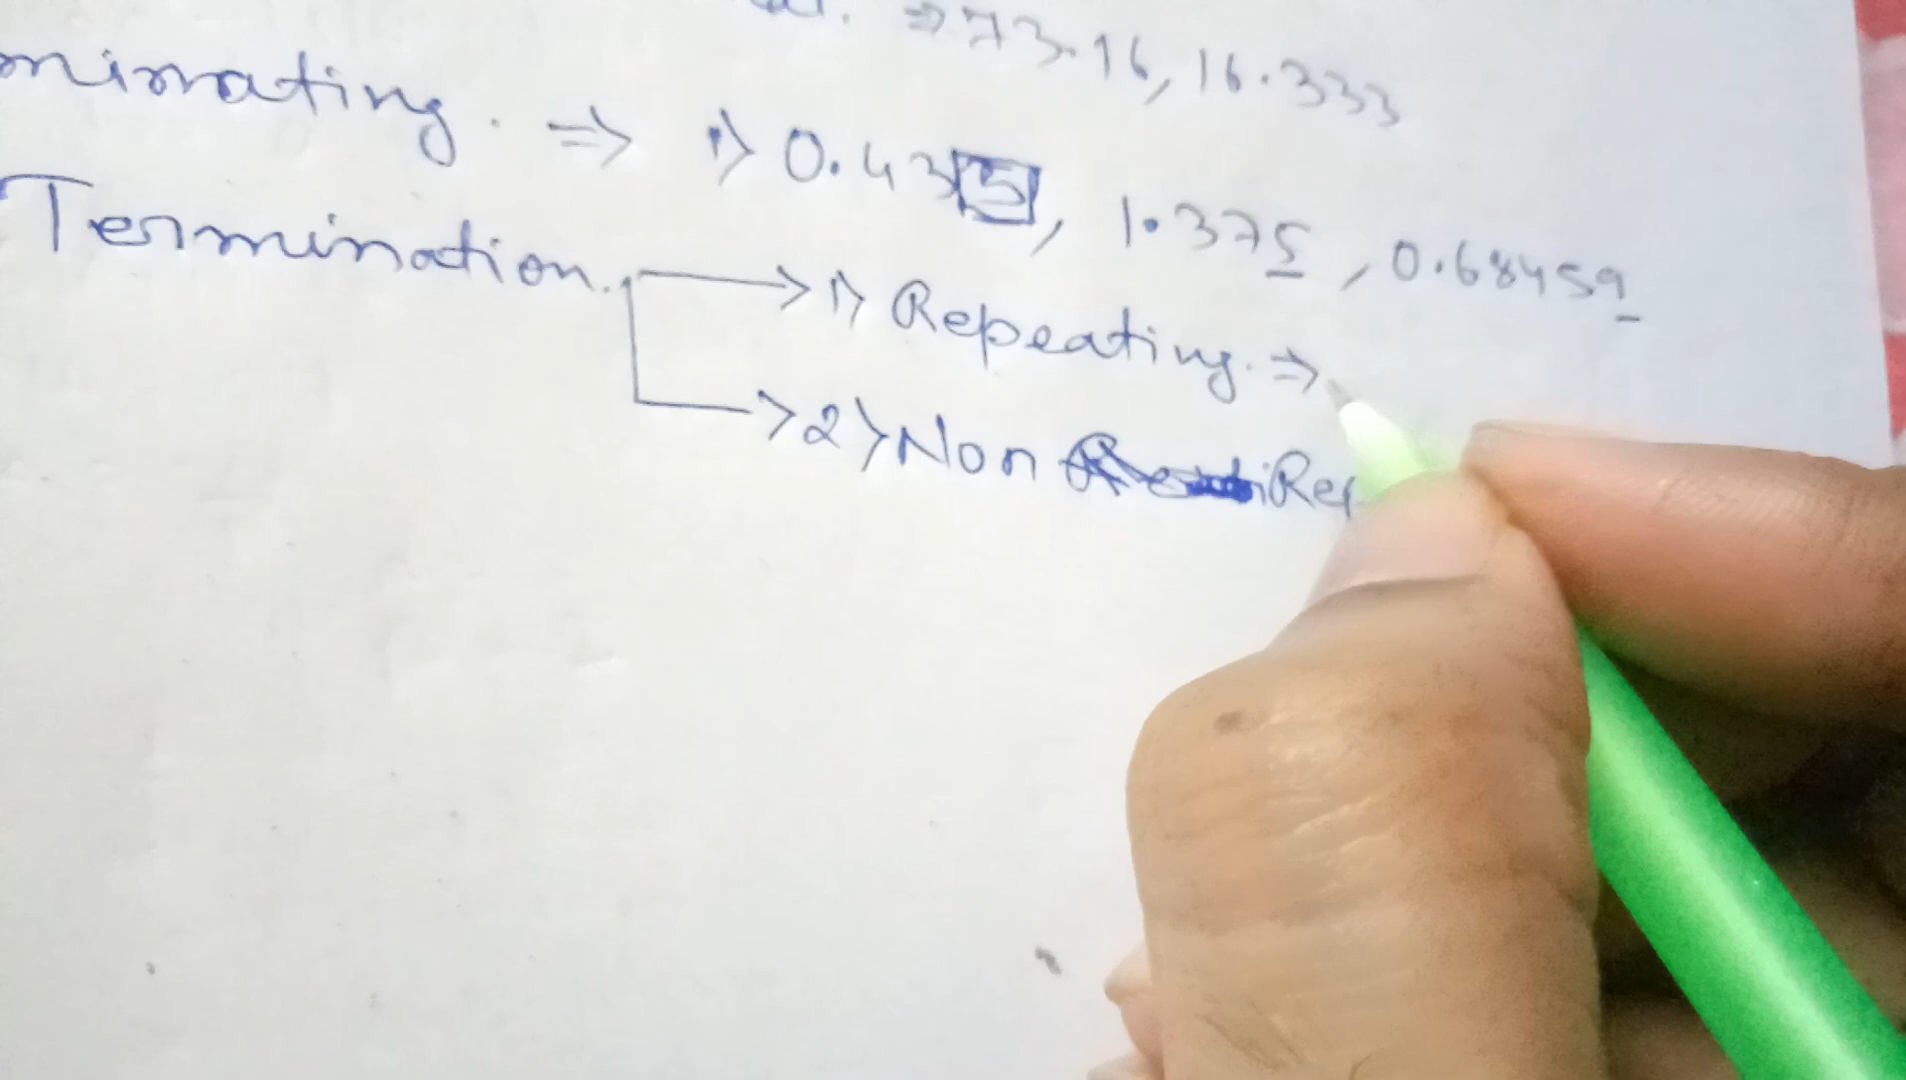 ⇒ 73.16, 16.333
minating. ⇒ 1) 0.435, 1.375, 0.68459
Termination. → 1) Repeating. ⇒
→ 2) Non Rep